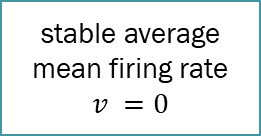 stable average
mean firing rate
v = 0